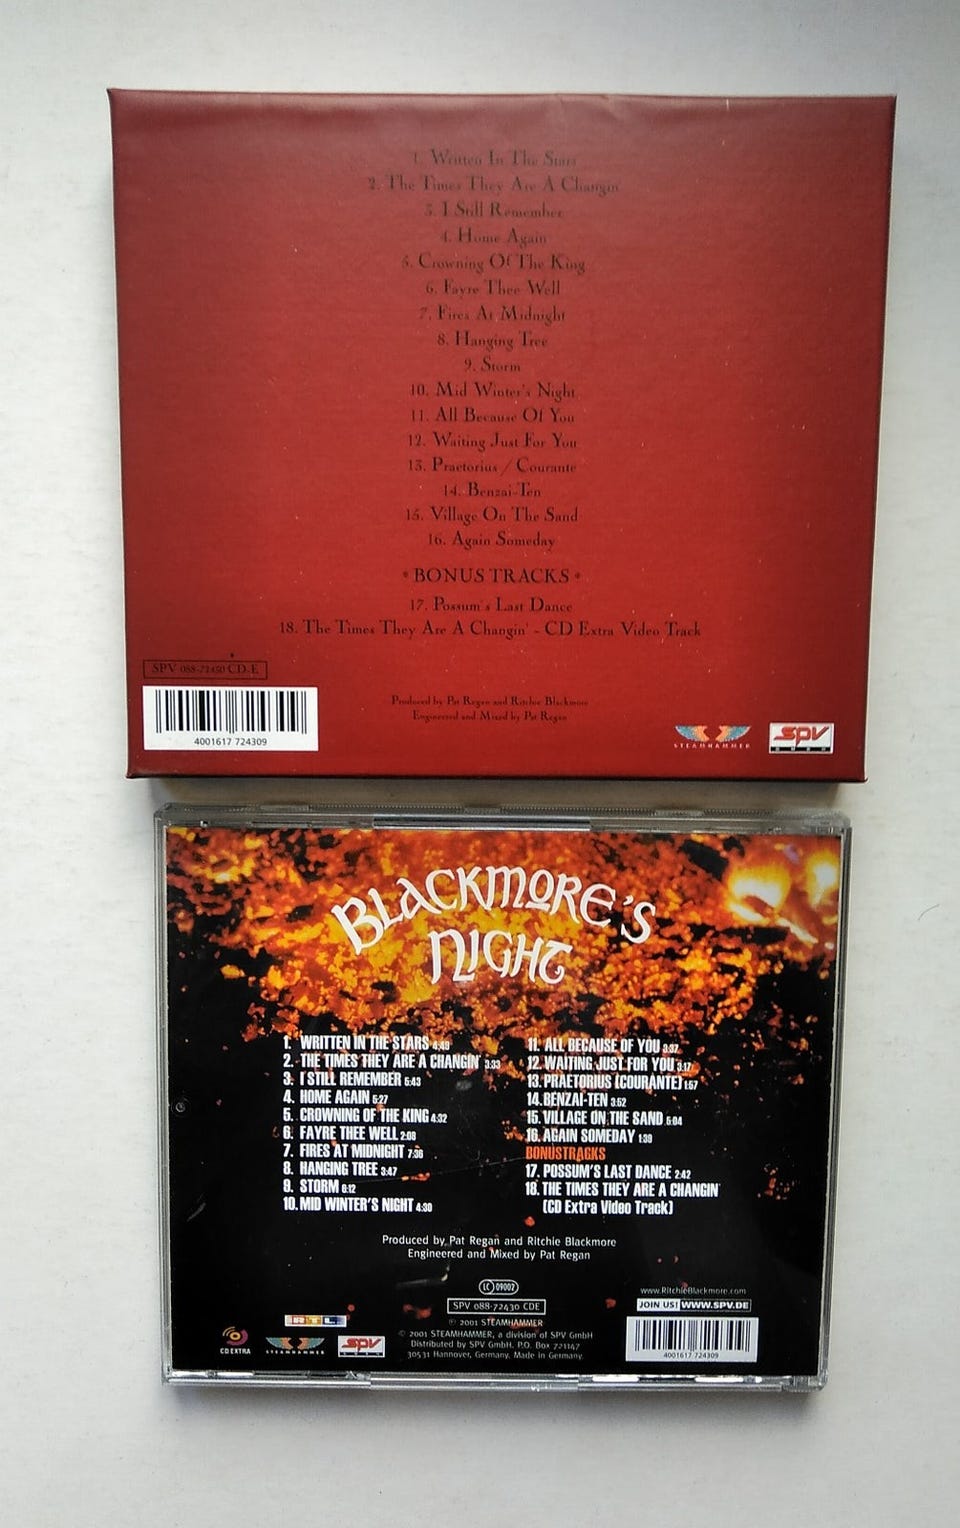 1. Written In The Stars
2. The Times They Are A Changin'
3. I Still Remember
4. Home Again
5. Crowning Of The King
6. Fayre Thee Well
7. Fires At Midnight
8. Hanging Tree
9. Storm
10. Mid Winter's Night
11. All Because Of You
12. Waiting Just For You
13. Praetorius / Courante
14. Benzai-Ten
15. Village On The Sand
16. Again Someday
* BONUS TRACKS *
17. Possum's Last Dance
18. The Times They Are A Changin' - CD Extra Video Track
SPV 088-72430 CD-E
4001617 724309
Produced by Pat Regan and Ritchie Blackmore
Engineered and Mixed by Pat Regan
STEAMHAMMER
SPV
BLACKMORE'S
NIGHT
1. WRITTEN IN THE STARS 4:49
2. THE TIMES THEY ARE A CHANGIN' 3:33
3. I STILL REMEMBER 5:43
4. HOME AGAIN 5:27
5. CROWNING OF THE KING 4:32
6. FAYRE THEE WELL 2:08
7. FIRES AT MIDNIGHT 7:36
8. HANGING TREE 3:47
9. STORM 6:12
10. MID WINTER'S NIGHT 4:30
11. ALL BECAUSE OF YOU 3:37
12. WAITING JUST FOR YOU 3:17
13. PRAETORIUS (COURANTE) 1:57
14. BENZAI-TEN 3:52
15. VILLAGE ON THE SAND 5:04
16. AGAIN SOMEDAY 1:39
BONUSTRACKS
17. POSSUM'S LAST DANCE 2:42
18. THE TIMES THEY ARE A CHANGIN'
(CD Extra Video Track)
Produced by Pat Regan and Ritchie Blackmore
Engineered and Mixed by Pat Regan
LC 09002
SPV 088-72430 CDE
℗ 2001 STEAMHAMMER
© 2001 STEAMHAMMER, a division of SPV GmbH
Distributed by SPV GmbH. P.O. Box 721147
30531 Hannover, Germany. Made in Germany.
RTL
CD EXTRA
STEAMHAMMER
SPV
www.RitchieBlackmore.com
JOIN US! WWW.SPV.DE
4001617 724309